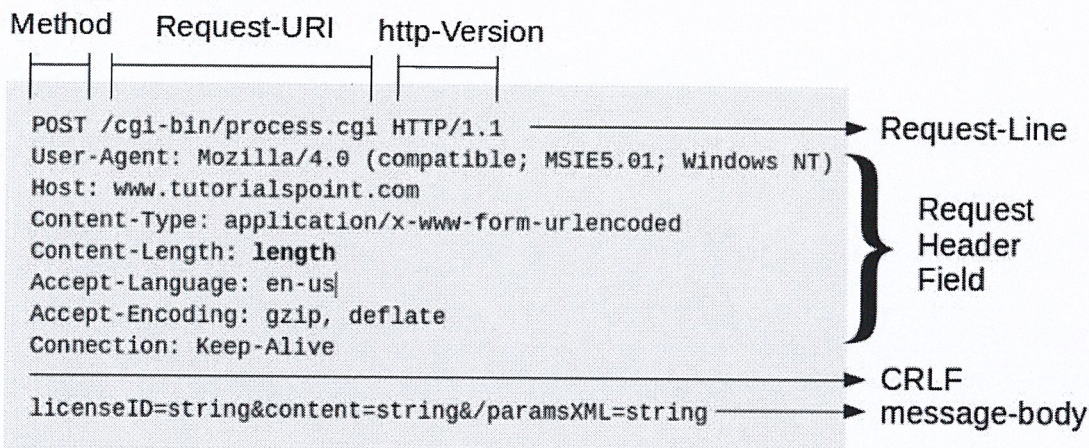 Method Request-URI http-Version
POST /cgi-bin/process.cgi HTTP/1.1 Request-Line
User-Agent: Mozilla/4.0 (compatible; MSIE5.01; Windows NT)
Host: www.tutorialspoint.com
Content-Type: application/x-www-form-urlencoded
Content-Length: length
Accept-Language: en-us
Accept-Encoding: gzip, deflate
Connection: Keep-Alive
Request
Header
Field
CRLF
licenseID=string&content=string&/paramsXML=string message-body